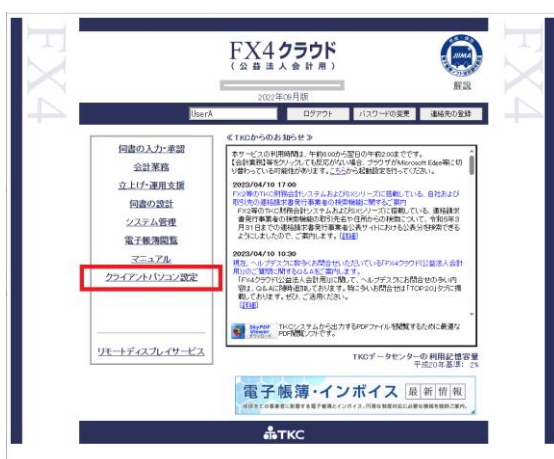 FX4
FX4
FX4クラウド
(公益法人会計用)
JIIMA
解説
2022年09月版
UserA
ログアウト
パスワードの変更
連絡先の登録
伺書の入力・承認
会計業務
立上げ・運用支援
伺書の設計
システム管理
電子帳簿閲覧
マニュアル
クライアントパソコン設定
リモートディスプレイサービス
≪TKCからのお知らせ≫
本サービスの利用時間は、午前6:00から翌日の午前2:00までです。
【会計業務】等をクリックしても反応がない場合、ブラウザがMicrosoft Edge等に切
り替わっている可能性があります。こちらから起動設定を行ってください。
2023/04/10 17:00
FX2等のTKC財務会計システムおよびSXシリーズに搭載している、自社および
取引先の適格請求書発行事業者の検索機能に関するご案内
FX2等のTKC財務会計システムおよびSXシリーズに搭載している、適格請求
書発行事業者の検索機能の取引先名や住所からの検索について、令和5年3
月31日までの適格請求書発行事業者公表サイトにおける公表分を検索できる
ようにしましたので、ご案内します。[詳細]
2023/04/10 10:30
現在、ヘルプデスクに数多くお問合せいただいている「FX4クラウド(公益法人会計
用)」のご質問に関するQ&Aをご案内します。
「FX4クラウド(公益法人会計用)」に関して、ヘルプデスクにお問合せの多い内
容は、Q&Aに随時追加しております。特に多いお問合せは「TOP20」タブに掲
載しております。ぜひ、ご活用ください。
[詳細]
SkyPDF
Viewer
ダウンロード
TKCシステムから出力するPDFファイルを閲覧するために最適な
PDF閲覧ソフトです。
TKCデータセンターの利用記憶容量
平成20年基準: 2%
電子帳簿・インボイス 最新情報
TKC